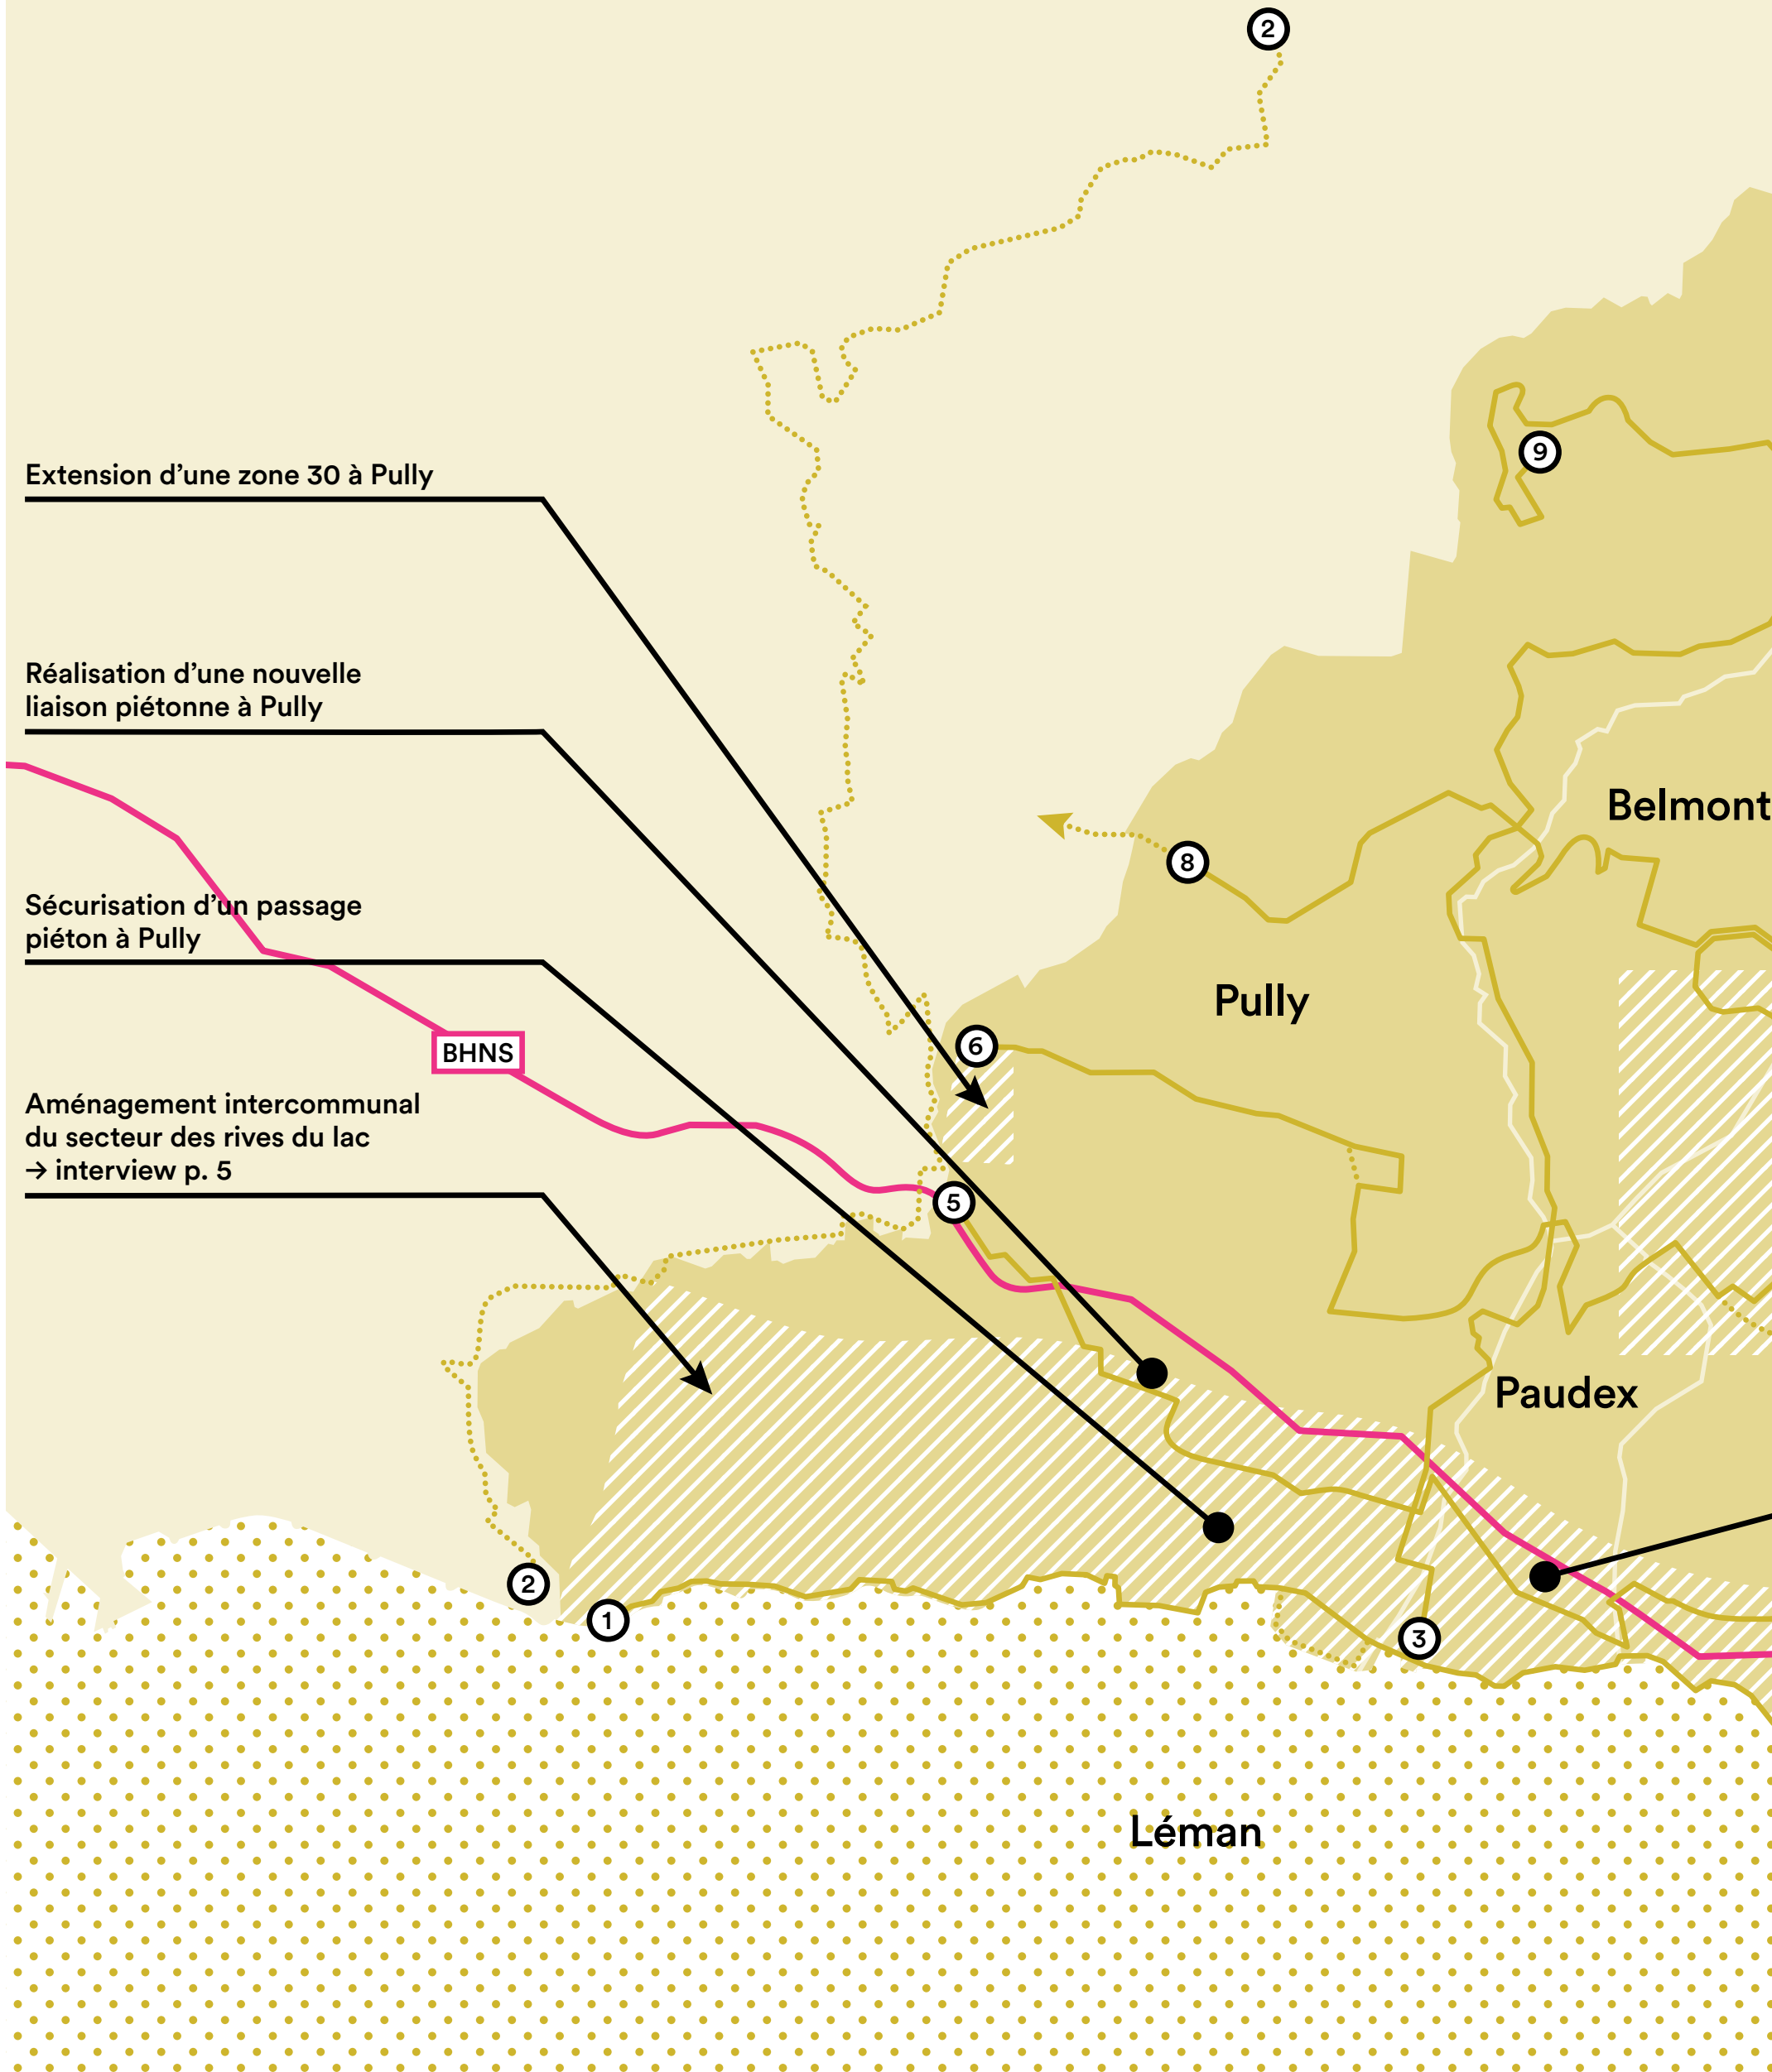 2
9
Extension d’une zone 30 à Pully
Réalisation d’une nouvelle
liaison piétonne à Pully
Belmont
8
Sécurisation d’un passage
piéton à Pully
Pully
BHNS
6
Aménagement intercommunal
du secteur des rives du lac
→ interview p. 5
5
Paudex
2
1
3
Léman